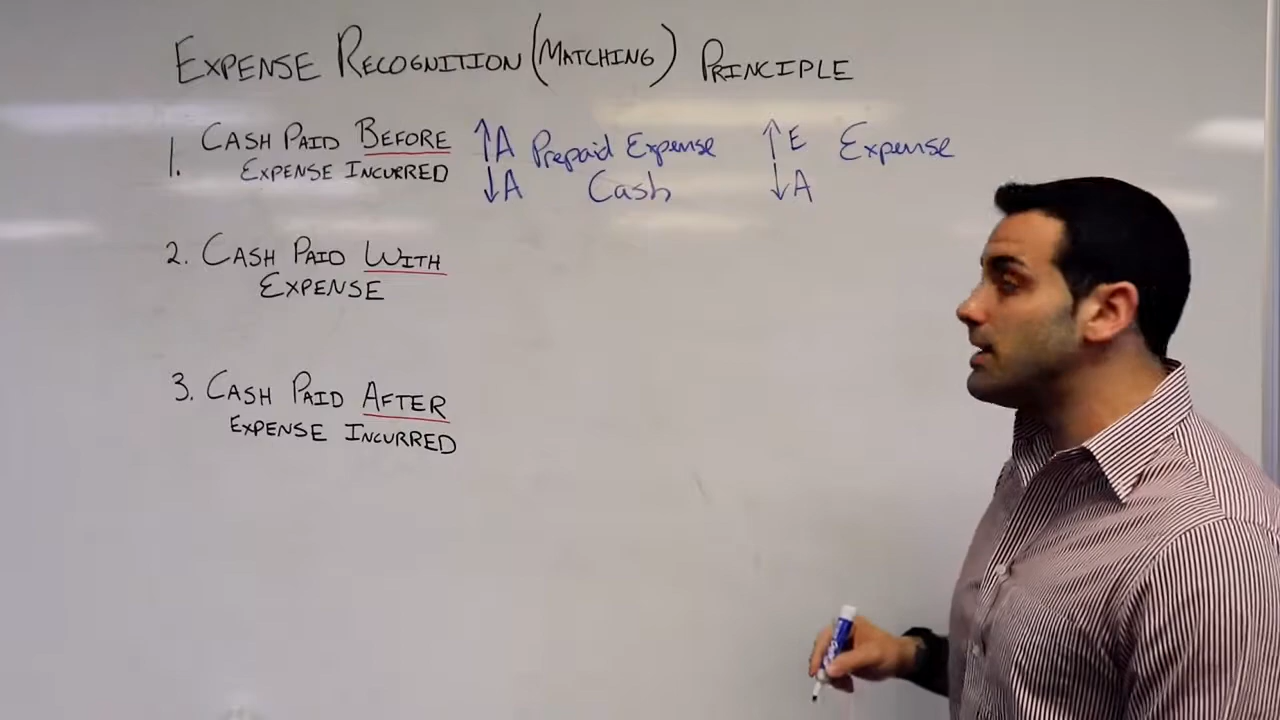 EXPENSE RECOGNITION (MATCHING) PRINCIPLE
1. CASH PAID BEFORE EXPENSE INCURRED
↑A Prepaid Expense ↑E Expense
↓A Cash ↓A
2. CASH PAID WITH
EXPENSE
3. CASH PAID AFTER
EXPENSE INCURRED